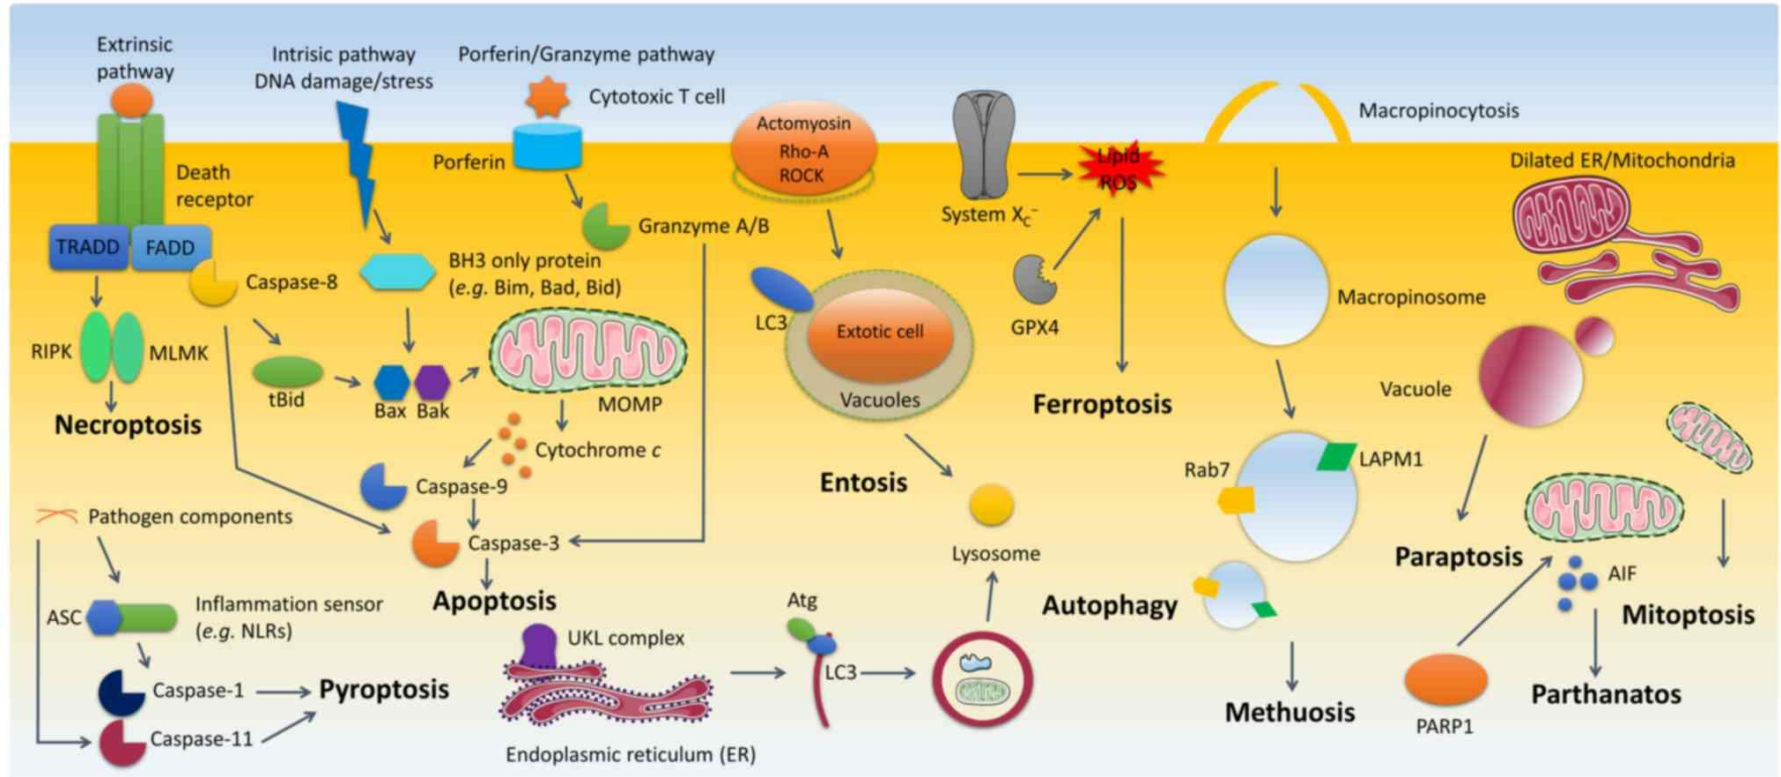 Extrinsic
pathway
Intrisic pathway
DNA damage/stress
Porferin/Granzyme pathway
Cytotoxic T cell
Porferin
Death
receptor
TRADD
FADD
Caspase-8
RIPK
MLMK
Necroptosis
tBid
BH3 only protein
(e.g. Bim, Bad, Bid)
Bax
Bak
Granzyme A/B
MOMP
Cytochrome c
Caspase-9
Caspase-3
Apoptosis
Pathogen components
ASC
Inflammation sensor
(e.g. NLRs)
Caspase-1
Caspase-11
Pyroptosis
Actomyosin
Rho-A
ROCK
LC3
Extotic cell
Vacuoles
Entosis
Lysosome
UKL complex
Endoplasmic reticulum (ER)
Atg
LC3
Autophagy
System XC−
Lipid
ROS
GPX4
Ferroptosis
Macropinocytosis
Macropinosome
Rab7
LAPM1
Methuosis
Dilated ER/Mitochondria
Vacuole
Paraptosis
AIF
Mitoptosis
PARP1
Parthanatos